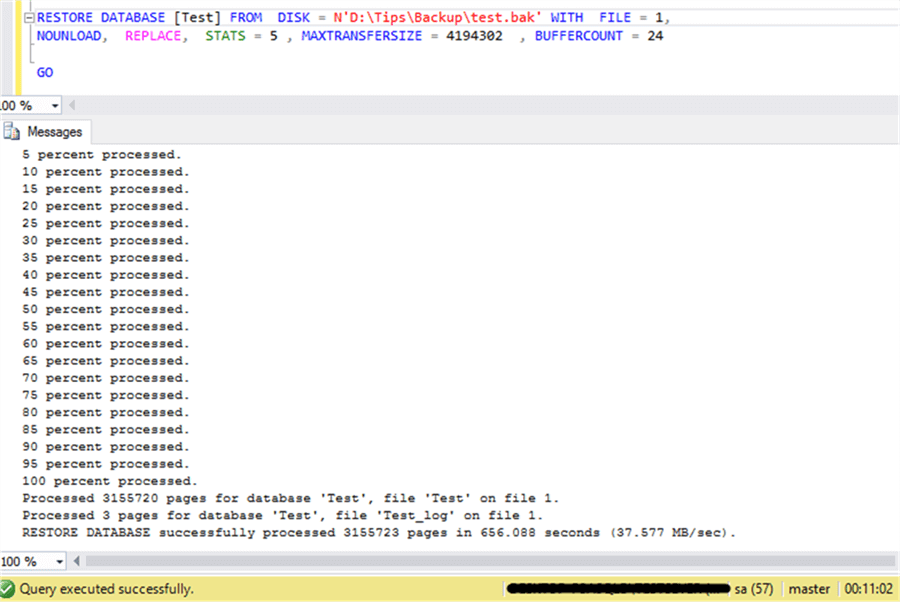 RESTORE DATABASE [Test] FROM  DISK = N'D:\Tips\Backup\test.bak' WITH  FILE = 1,
NOUNLOAD,  REPLACE,  STATS = 5 , MAXTRANSFERSIZE = 4194302  , BUFFERCOUNT = 24
GO
00 %
Messages
5 percent processed.
10 percent processed.
15 percent processed.
20 percent processed.
25 percent processed.
30 percent processed.
35 percent processed.
40 percent processed.
45 percent processed.
50 percent processed.
55 percent processed.
60 percent processed.
65 percent processed.
70 percent processed.
75 percent processed.
80 percent processed.
85 percent processed.
90 percent processed.
95 percent processed.
100 percent processed.
Processed 3155720 pages for database 'Test', file 'Test' on file 1.
Processed 3 pages for database 'Test', file 'Test_log' on file 1.
RESTORE DATABASE successfully processed 3155723 pages in 656.088 seconds (37.577 MB/sec).
100 %
Query executed successfully. sa (57) master 00:11:02